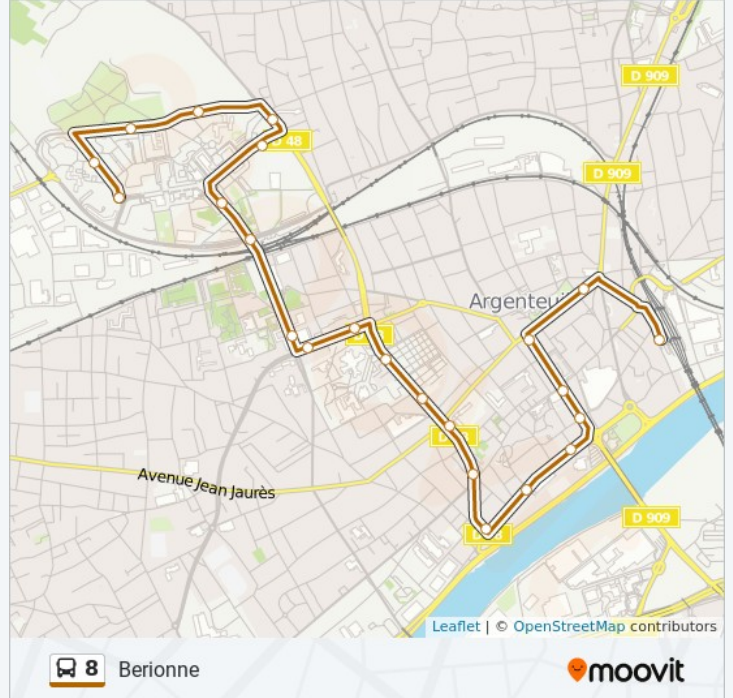 D 909
D 48
D 909
Argenteuil
Avenue Jean Jaurès
D 909
Leaflet | © OpenStreetMap contributors
8 Berionne
moovit